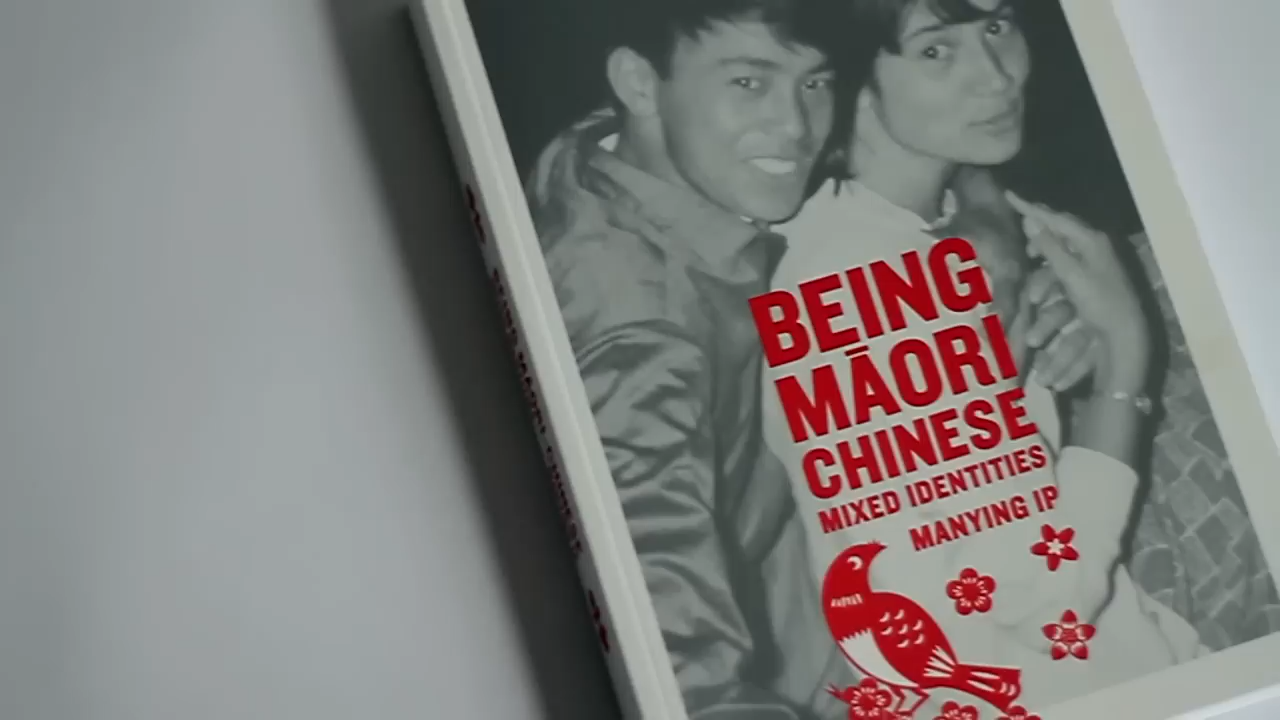 BEING
MĀORI
CHINESE
MIXED IDENTITIES
MANYING IP